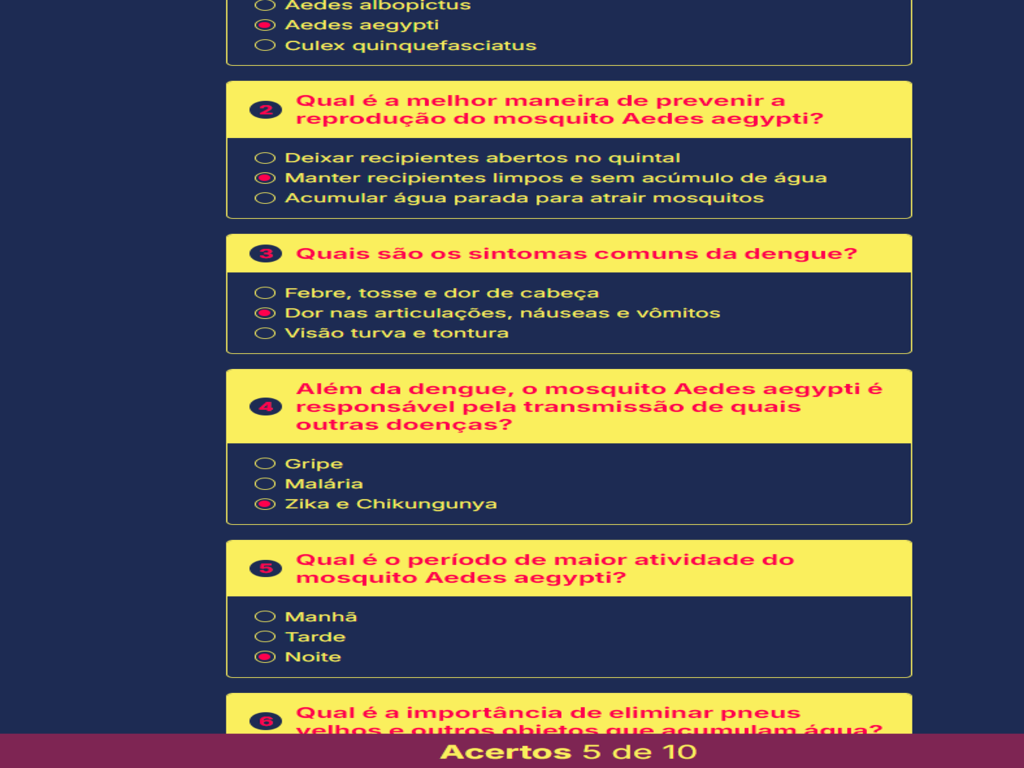 Aedes albopictus
Aedes aegypti
Culex quinquefasciatus
2
Qual é a melhor maneira de prevenir a
reprodução do mosquito Aedes aegypti?
Deixar recipientes abertos no quintal
Manter recipientes limpos e sem acúmulo de água
Acumular água parada para atrair mosquitos
3
Quais são os sintomas comuns da dengue?
Febre, tosse e dor de cabeça
Dor nas articulações, náuseas e vômitos
Visão turva e tontura
4
Além da dengue, o mosquito Aedes aegypti é
responsável pela transmissão de quais
outras doenças?
Gripe
Malária
Zika e Chikungunya
5
Qual é o período de maior atividade do
mosquito Aedes aegypti?
Manhã
Tarde
Noite
6
Qual é a importância de eliminar pneus
velhos e outros objetos que acumulam água?
Acertos 5 de 10